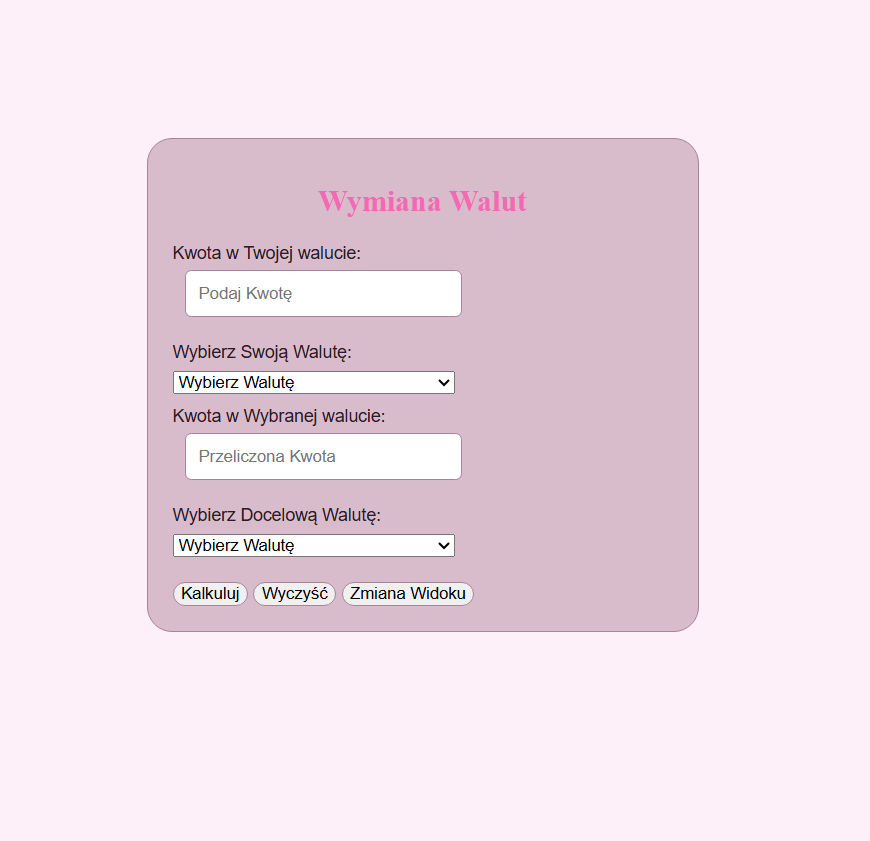 Wymiana Walut
Kwota w Twojej walucie:
Podaj Kwotę
Wybierz Swoją Walutę:
Wybierz Walutę
Kwota w Wybranej walucie:
Przeliczona Kwota
Wybierz Docelową Walutę:
Wybierz Walutę
Kalkuluj Wyczyść Zmiana Widoku